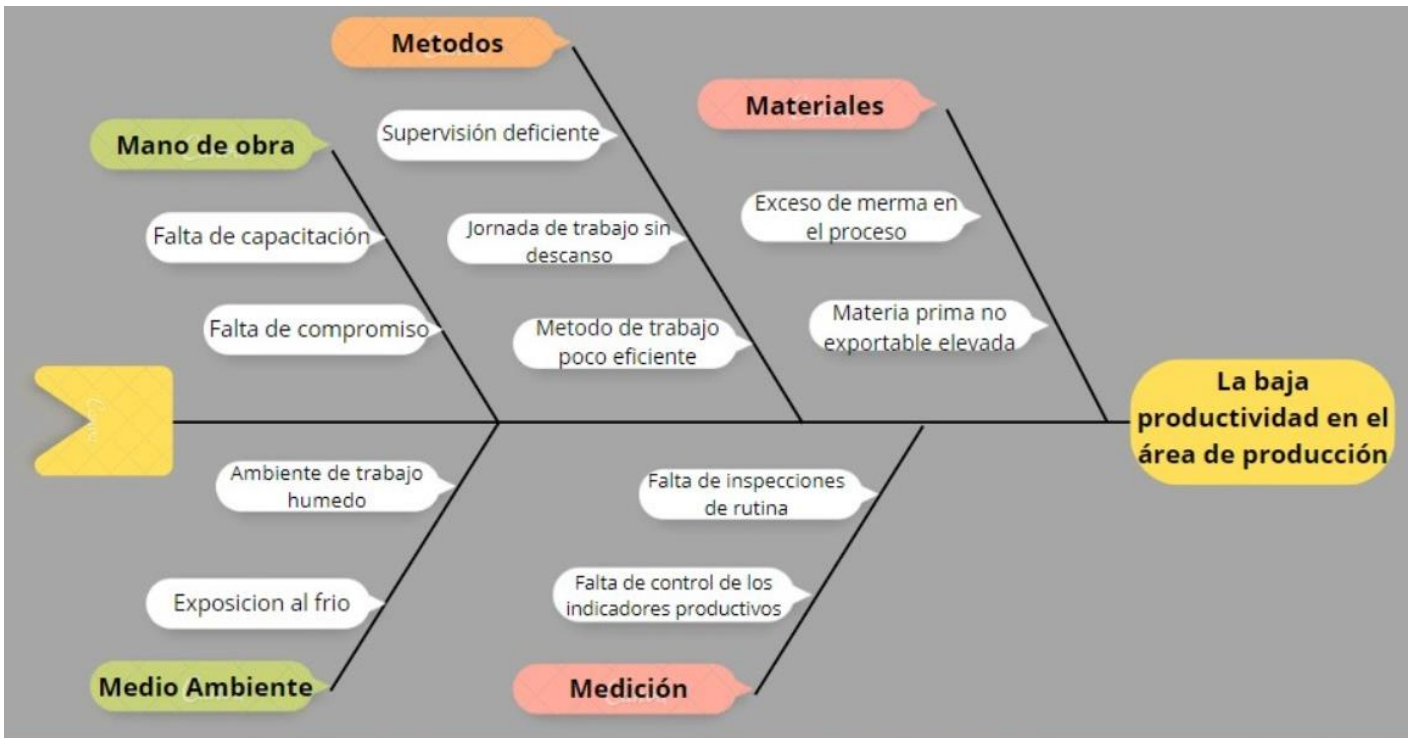 Metodos
Supervisión deficiente
Jornada de trabajo sin
descanso
Metodo de trabajo
poco eficiente
Materiales
Exceso de merma en
el proceso
Materia prima no
exportable elevada
Mano de obra
Falta de capacitación
Falta de compromiso
La baja
productividad en el
área de producción
Ambiente de trabajo
humedo
Exposicion al frio
Medio Ambiente
Falta de inspecciones
de rutina
Falta de control de los
indicadores productivos
Medición